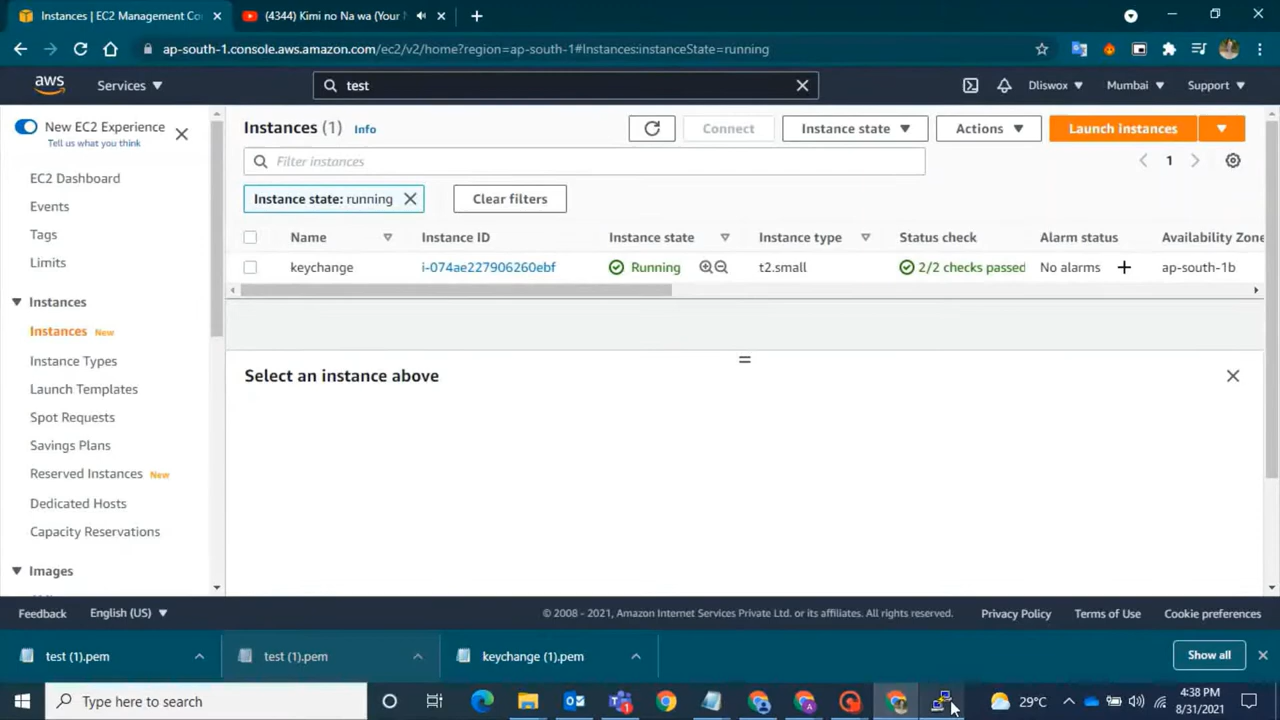 Instances | EC2 Management Co
(4344) Kimi no Na wa (Your N
ap-south-1.console.aws.amazon.com/ec2/v2/home?region=ap-south-1#Instances:instanceState=running
aws Services test Dliswox Mumbai Support
New EC2 Experience
Tell us what you think
EC2 Dashboard
Events
Tags
Limits
Instances
Instances New
Instance Types
Launch Templates
Spot Requests
Savings Plans
Reserved Instances New
Dedicated Hosts
Capacity Reservations
Images
Instances (1) Info
Connect Instance state Actions Launch instances
Filter instances
1
Instance state: running Clear filters
Name Instance ID Instance state Instance type Status check Alarm status Availability Zone
keychange i-074ae227906260ebf Running t2.small 2/2 checks passed No alarms ap-south-1b
Select an instance above
Feedback English (US) © 2008 - 2021, Amazon Internet Services Private Ltd. or its affiliates. All rights reserved. Privacy Policy Terms of Use Cookie preferences
test (1).pem test (1).pem keychange (1).pem Show all
Type here to search 29°C
4:38 PM
8/31/2021